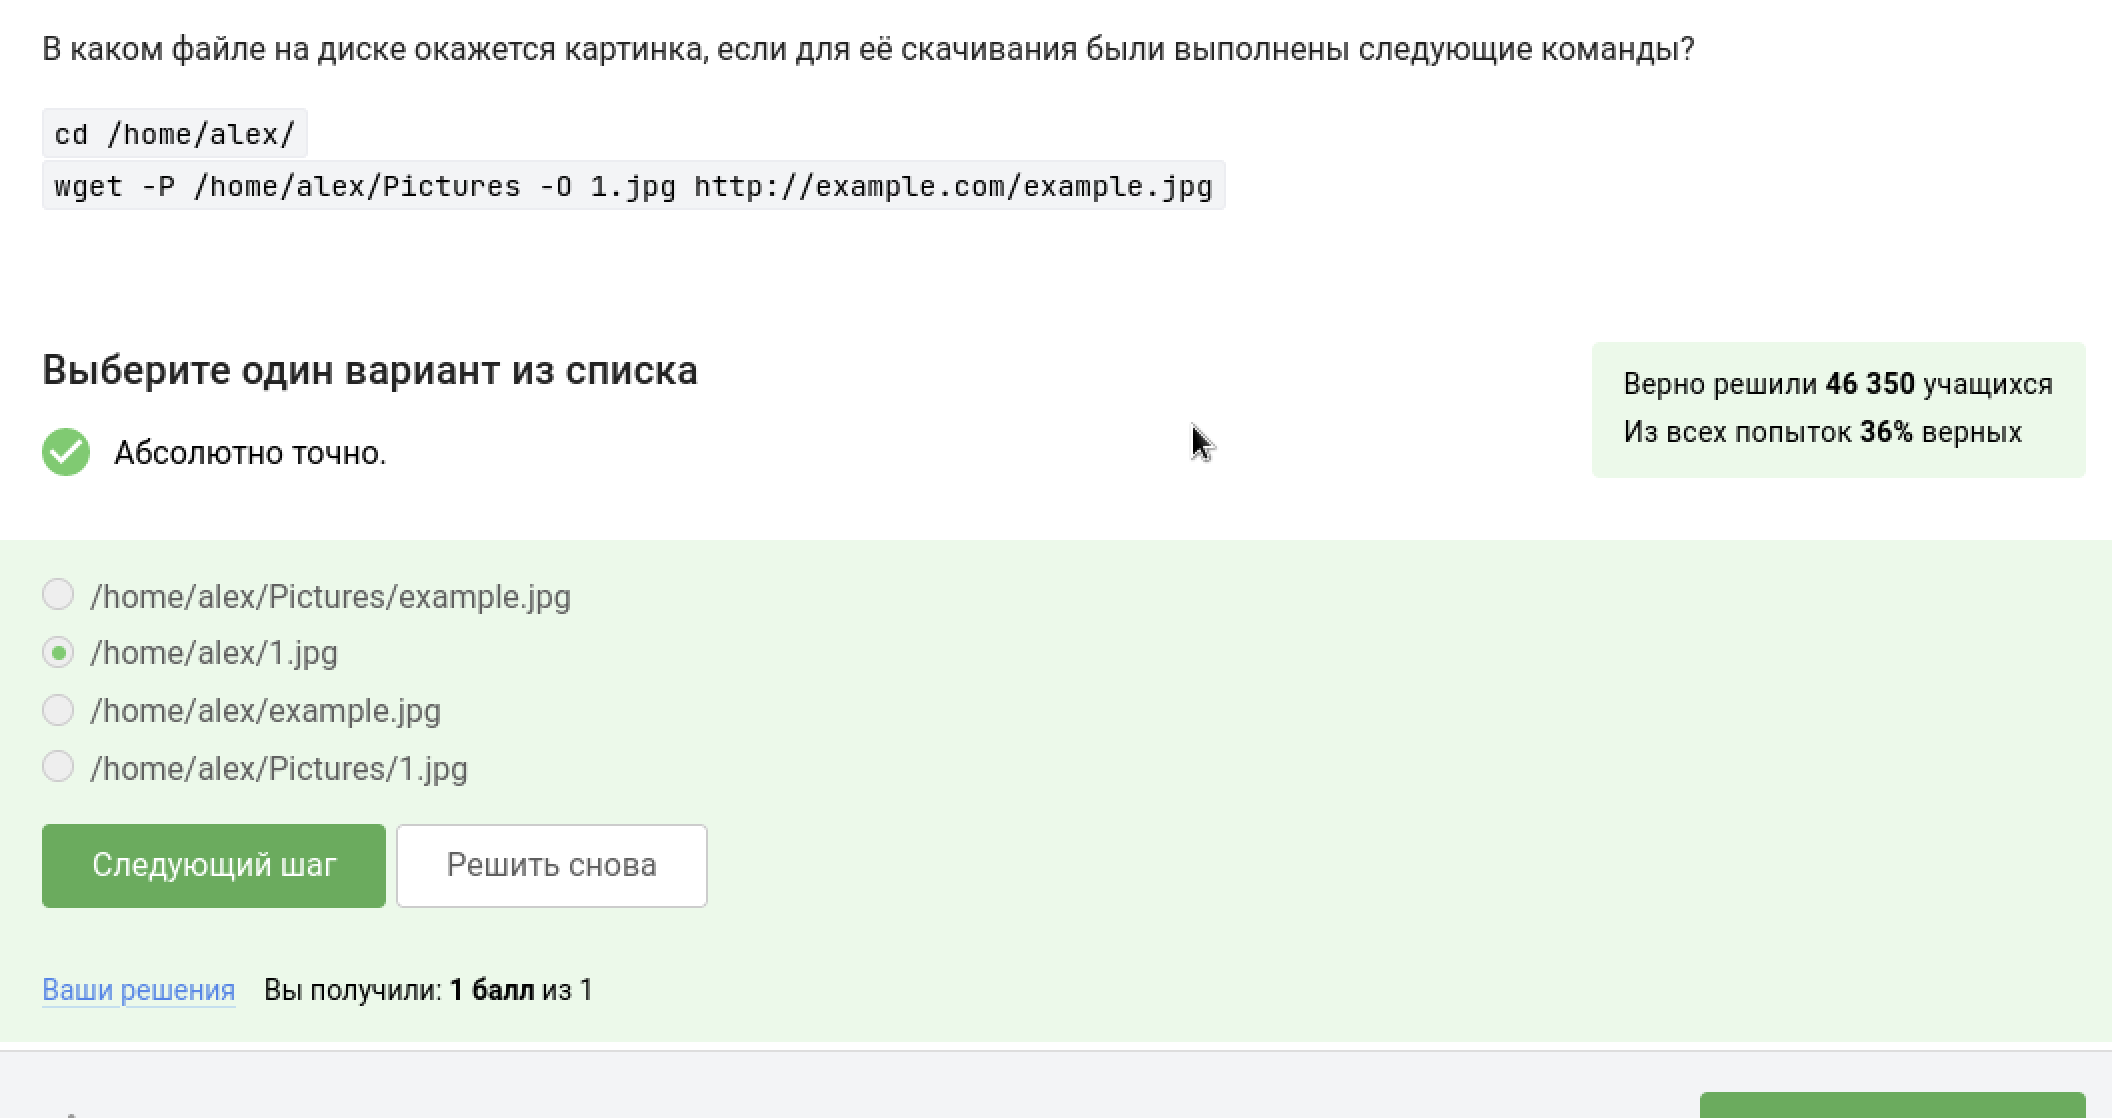 В каком файле на диске окажется картинка, если для её скачивания были выполнены следующие команды?
cd /home/alex/
wget -P /home/alex/Pictures -O 1.jpg http://example.com/example.jpg
Выберите один вариант из списка
Верно решили 46 350 учащихся
Из всех попыток 36% верных
Абсолютно точно.
/home/alex/Pictures/example.jpg
/home/alex/1.jpg
/home/alex/example.jpg
/home/alex/Pictures/1.jpg
Следующий шаг
Решить снова
Ваши решения Вы получили: 1 балл из 1